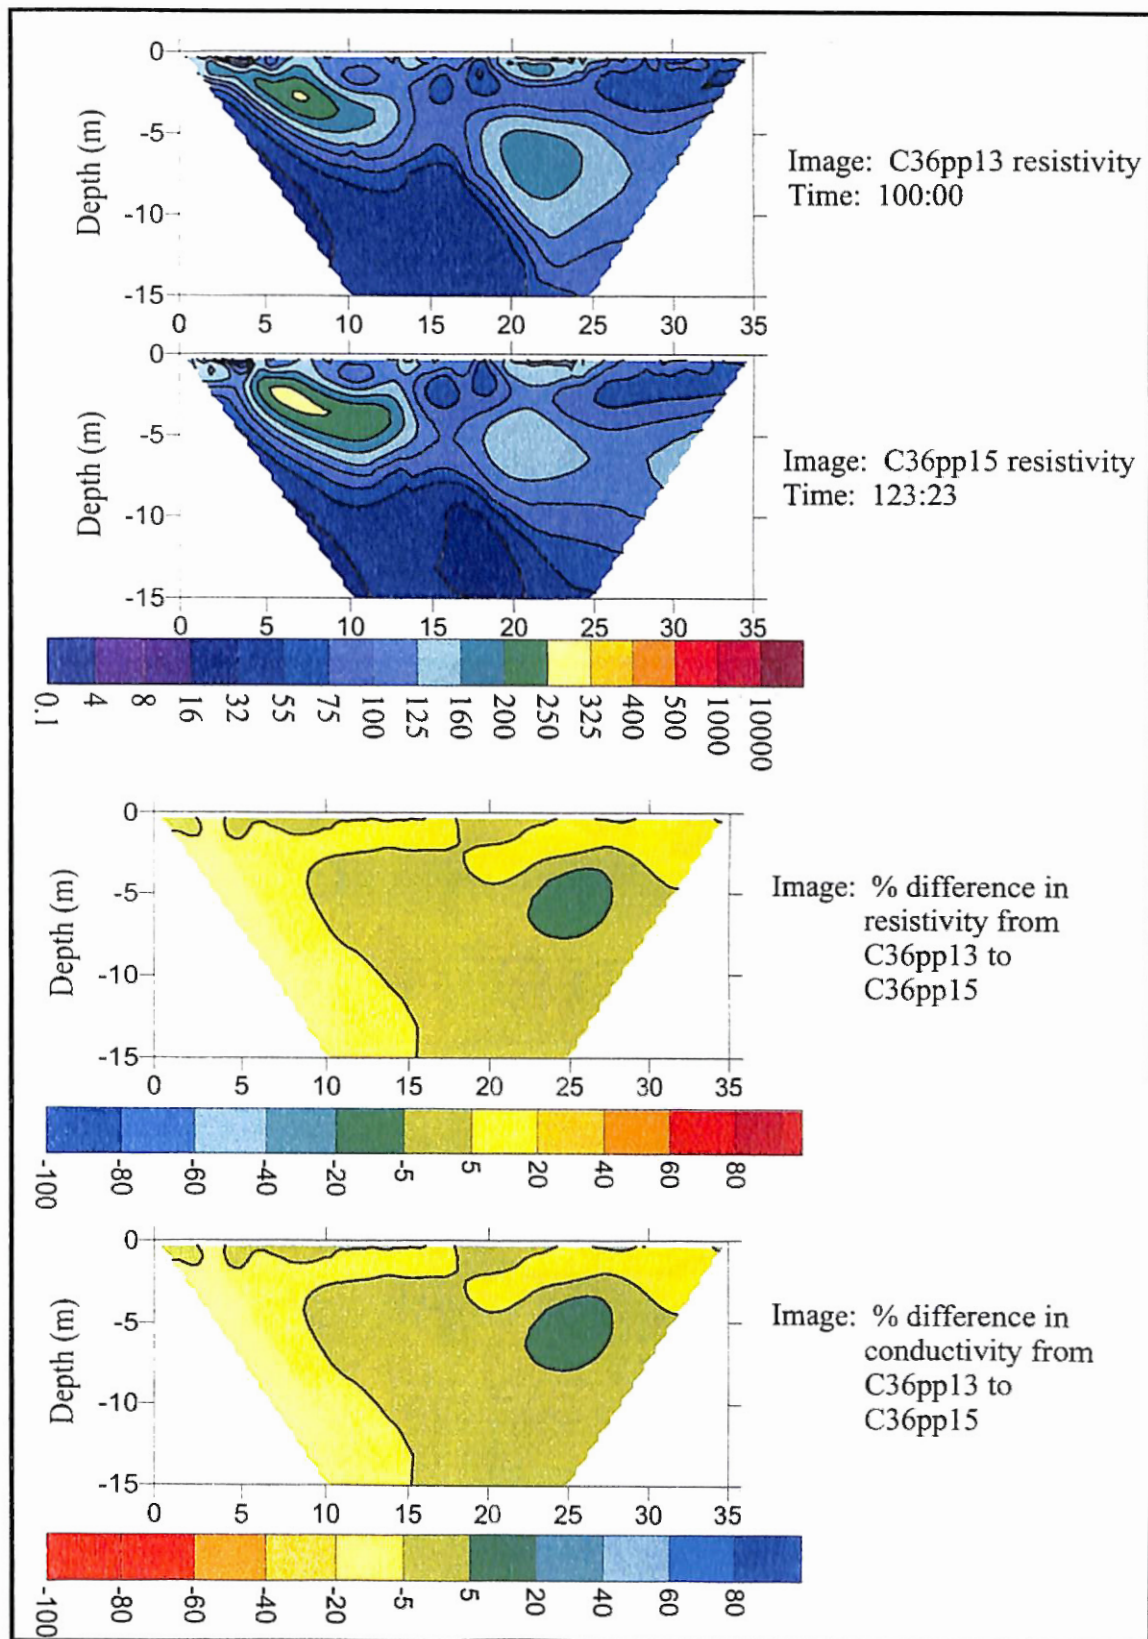 0
-5
-10
-15
Depth (m)
0 5 10 15 20 25 30 35
Image: C36pp13 resistivity
Time: 100:00
0
-5
-10
-15
Depth (m)
0 5 10 15 20 25 30 35
Image: C36pp15 resistivity
Time: 123:23
0.1 4 8 16 32 55 75 100 125 160 200 250 325 400 500 1000 10000
0
-5
-10
-15
Depth (m)
0 5 10 15 20 25 30 35
Image: % difference in
resistivity from
C36pp13 to
C36pp15
-100 -80 -60 -40 -20 -5 5 20 40 60 80
0
-5
-10
-15
Depth (m)
0 5 10 15 20 25 30 35
Image: % difference in
conductivity from
C36pp13 to
C36pp15
-100 -80 -60 -40 -20 -5 5 20 40 60 80